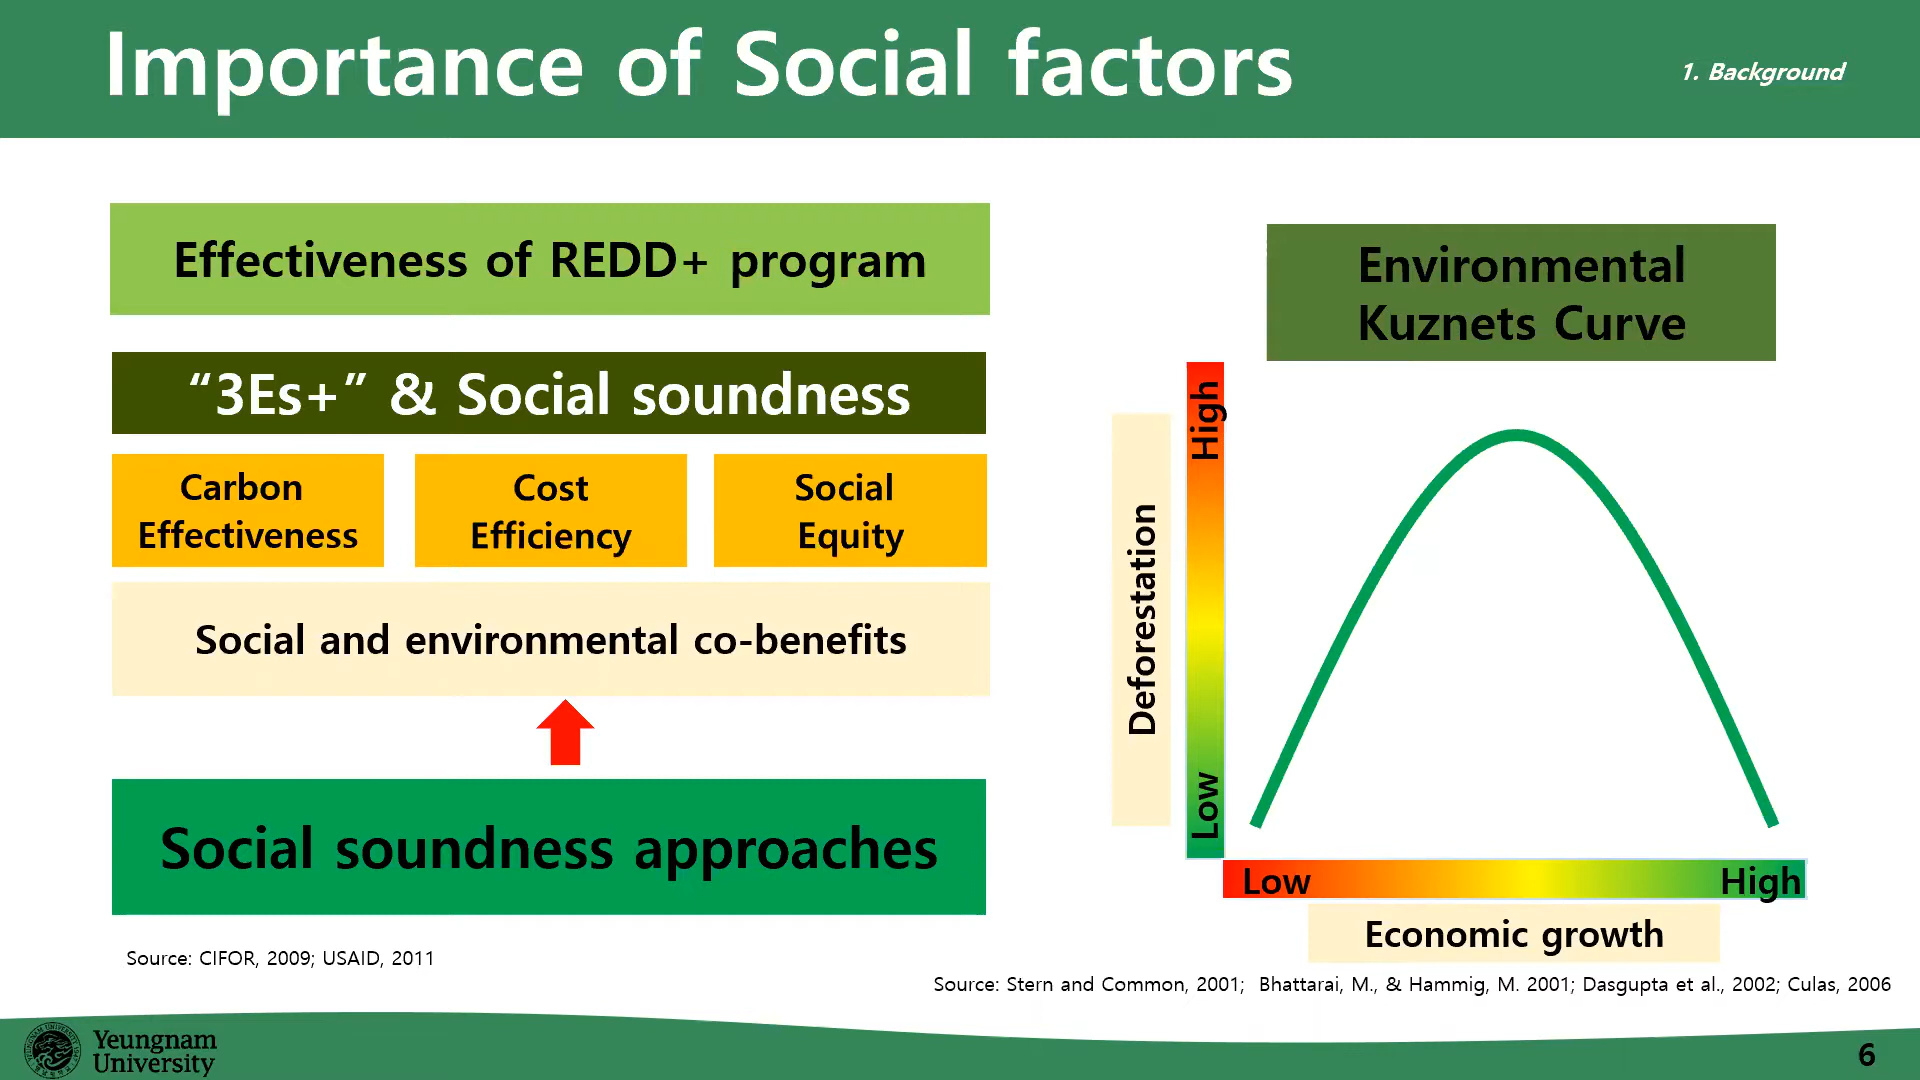 Importance of Social factors
1. Background
Effectiveness of REDD+ program
“3Es+” & Social soundness
Carbon
Effectiveness
Cost
Efficiency
Social
Equity
Social and environmental co-benefits
Social soundness approaches
Source: CIFOR, 2009; USAID, 2011
Environmental
Kuznets Curve
Deforestation
High
Low
Low
High
Economic growth
Source: Stern and Common, 2001;  Bhattarai, M., & Hammig, M. 2001; Dasgupta et al., 2002; Culas, 2006
Yeungnam
University
6